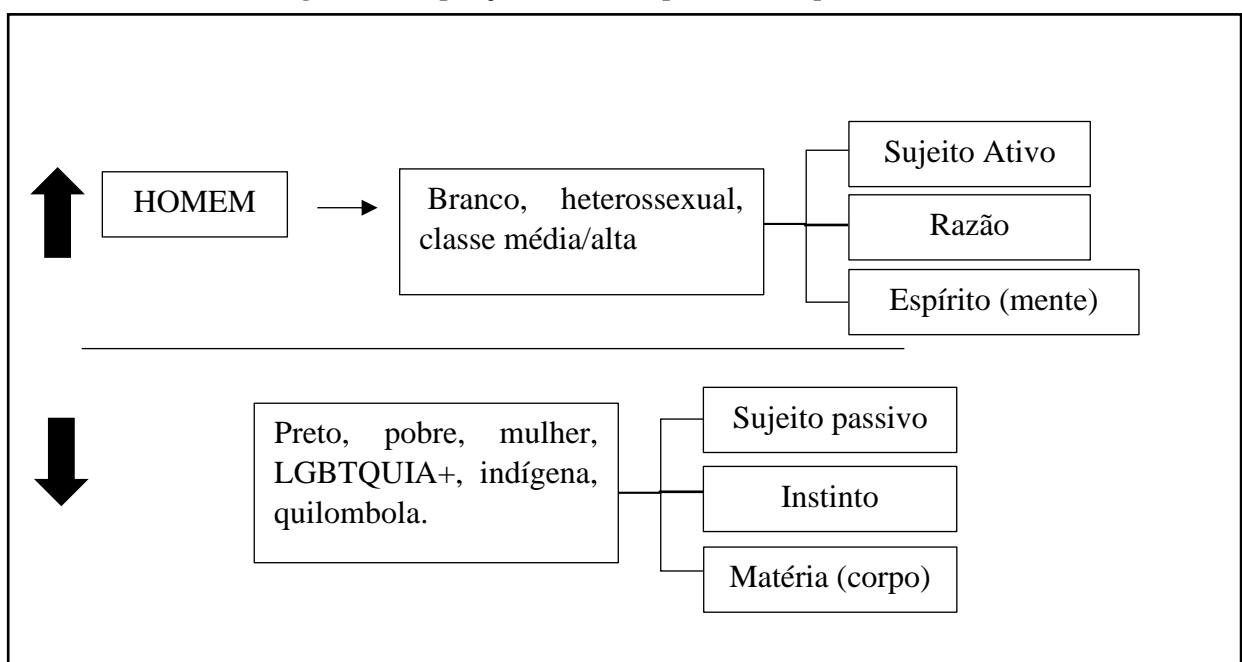 HOMEM
Branco, heterossexual,
classe média/alta
Sujeito Ativo
Razão
Espírito (mente)
Preto, pobre, mulher,
LGBTQUIA+, indígena,
quilombola.
Sujeito passivo
Instinto
Matéria (corpo)